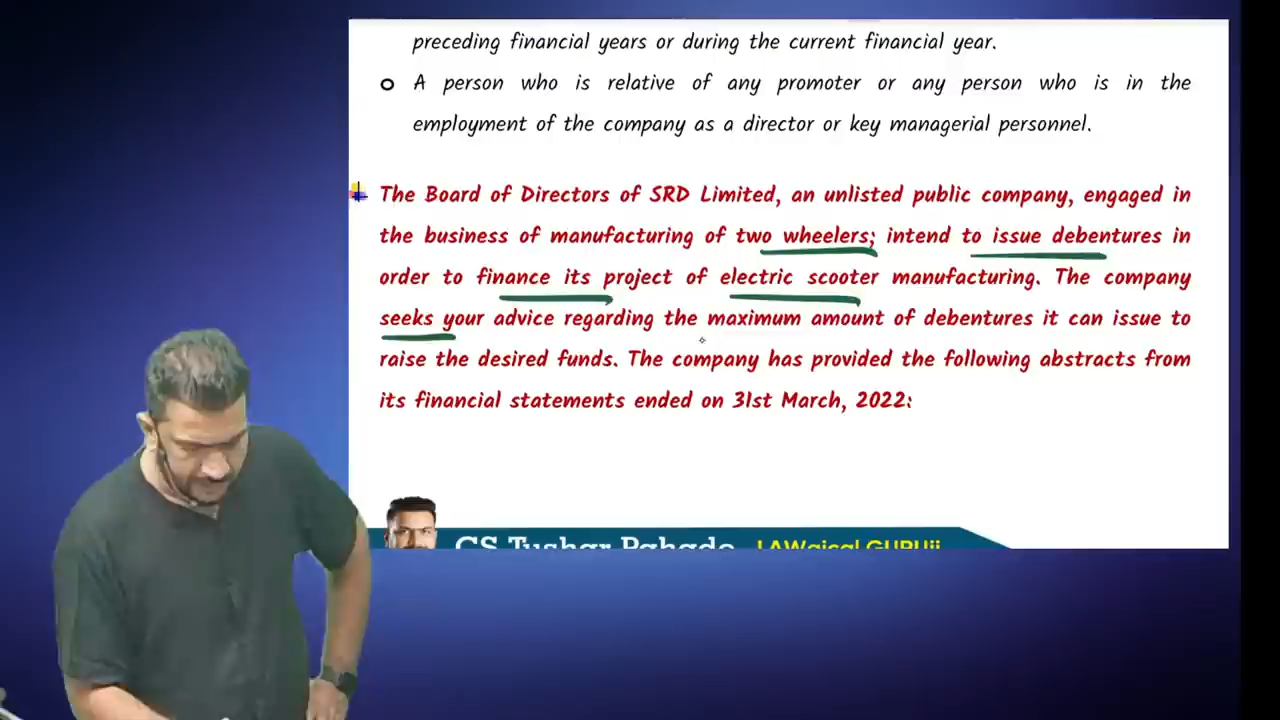 preceding financial years or during the current financial year.
o A person who is relative of any promoter or any person who is in the
employment of the company as a director or key managerial personnel.
The Board of Directors of SRD Limited, an unlisted public company, engaged in
the business of manufacturing of two wheelers; intend to issue debentures in
order to finance its project of electric scooter manufacturing. The company
seeks your advice regarding the maximum amount of debentures it can issue to
raise the desired funds. The company has provided the following abstracts from
its financial statements ended on 31st March, 2022:
CS Tushar Pahade LAWgical GURUji